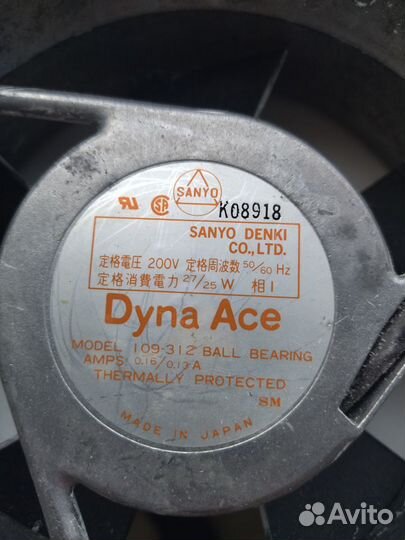 SANYO
K08918
SANYO DENKI
CO., LTD.
定格電圧 200V 定格周波数 50/60 Hz
定格消費電力 27/25 W 相 1
Dyna Ace
MODEL 109-312 BALL BEARING
AMPS 0.16/0.13 A
THERMALLY PROTECTED
SM
MADE IN JAPAN
Avito